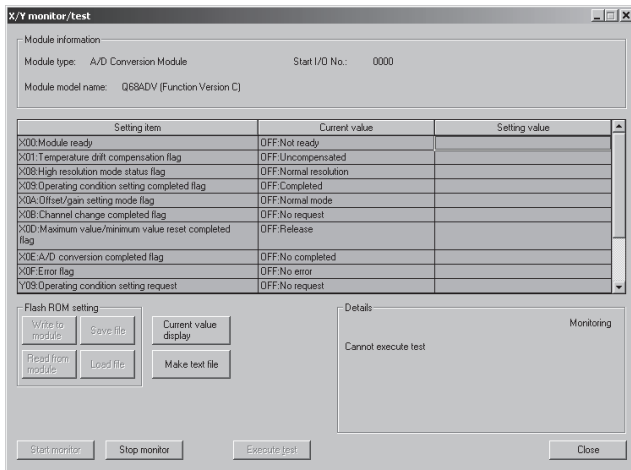 X/Y monitor/test
Module information
Module type: A/D Conversion Module Start I/O No.: 0000
Module model name: Q68ADV (Function Version C)
Setting item Current value Setting value
X00:Module ready OFF:Not ready
X01:Temperature drift compensation flag OFF:Uncompensated
X08:High resolution mode status flag OFF:Normal resolution
X09:Operating condition setting completed flag OFF:Completed
X0A:Offset/gain setting mode flag OFF:Normal mode
X0B:Channel change completed flag OFF:No request
X0D:Maximum value/minimum value reset completed OFF:Release
flag
X0E:A/D conversion completed flag OFF:No completed
X0F:Error flag OFF:No error
Y09:Operating condition setting request OFF:No request
Flash ROM setting
Write to
module
Save file
Current value
display
Read from
module
Load file
Make text file
Details
Monitoring
Cannot execute test
Start monitor Stop monitor Execute test Close